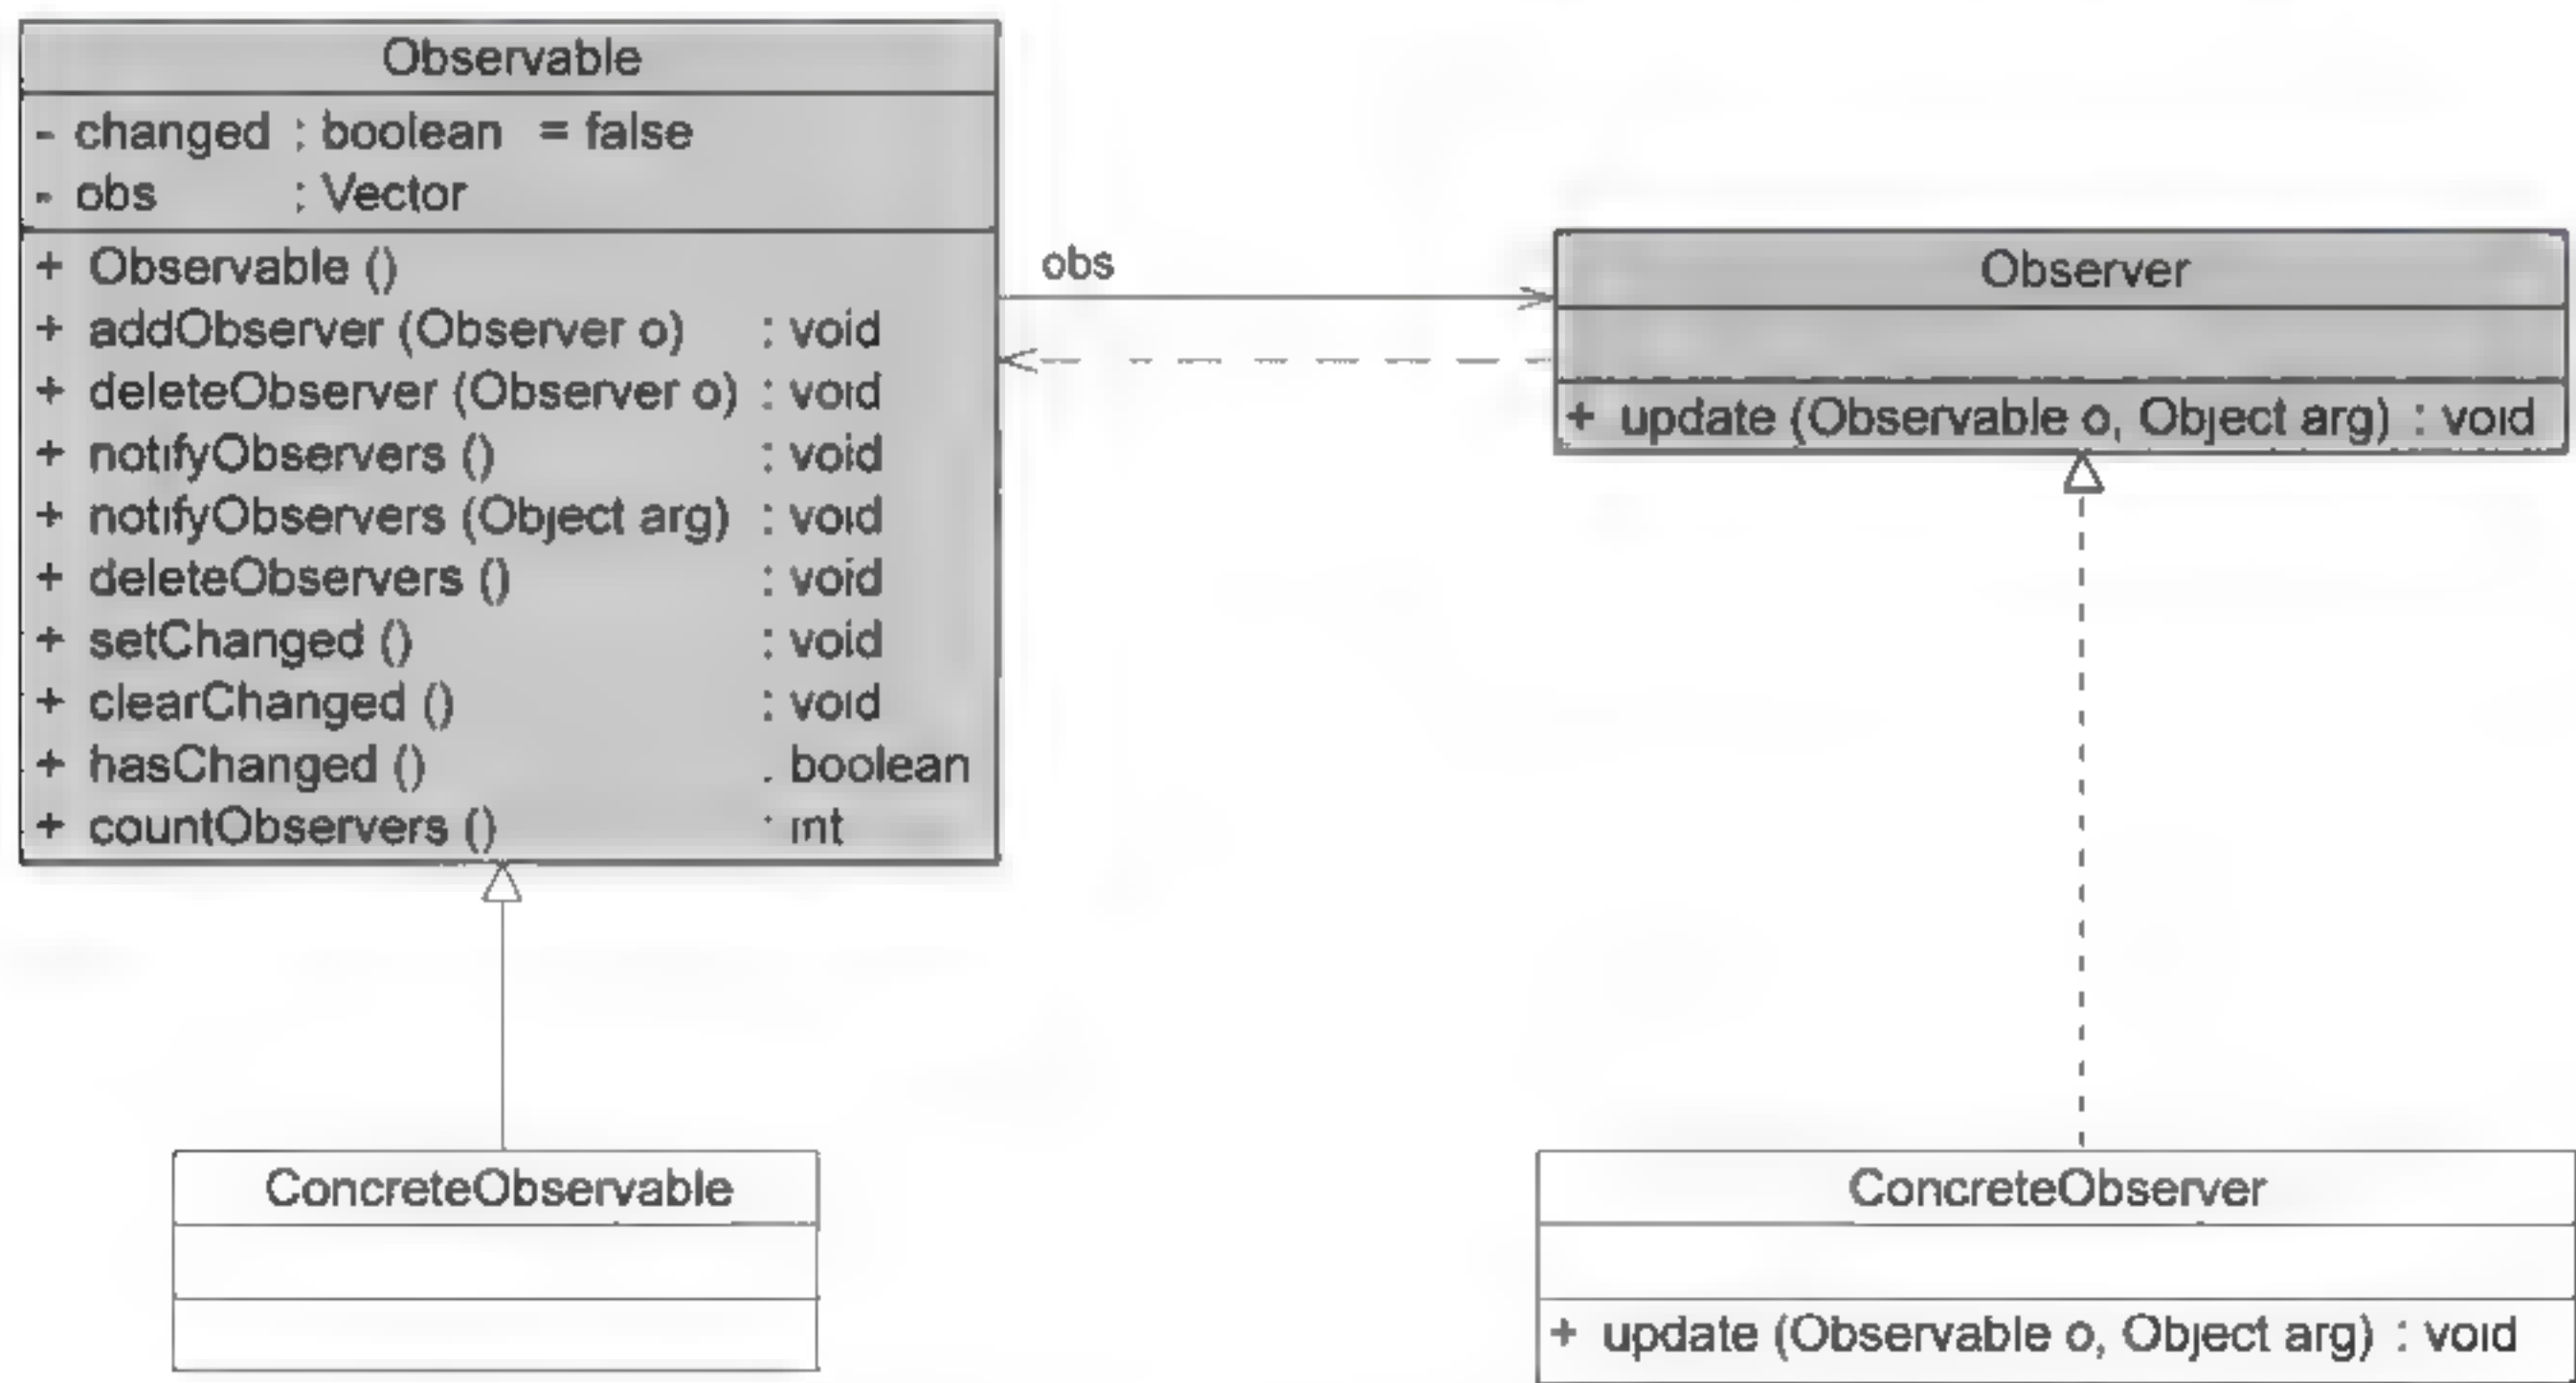 Observable
- changed : boolean = false
- obs : Vector
+ Observable ()
+ addObserver (Observer o) : void
+ deleteObserver (Observer o) : void
+ notifyObservers () : void
+ notifyObservers (Object arg) : void
+ deleteObservers () : void
+ setChanged () : void
+ clearChanged () : void
+ hasChanged () : boolean
+ countObservers () : int
obs
Observer
+ update (Observable o, Object arg) : void
ConcreteObservable
ConcreteObserver
+ update (Observable o, Object arg) : void